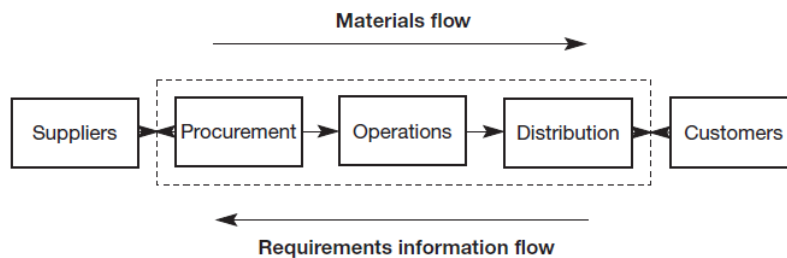 Materials flow
Suppliers
Procurement
Operations
Distribution
Customers
Requirements information flow